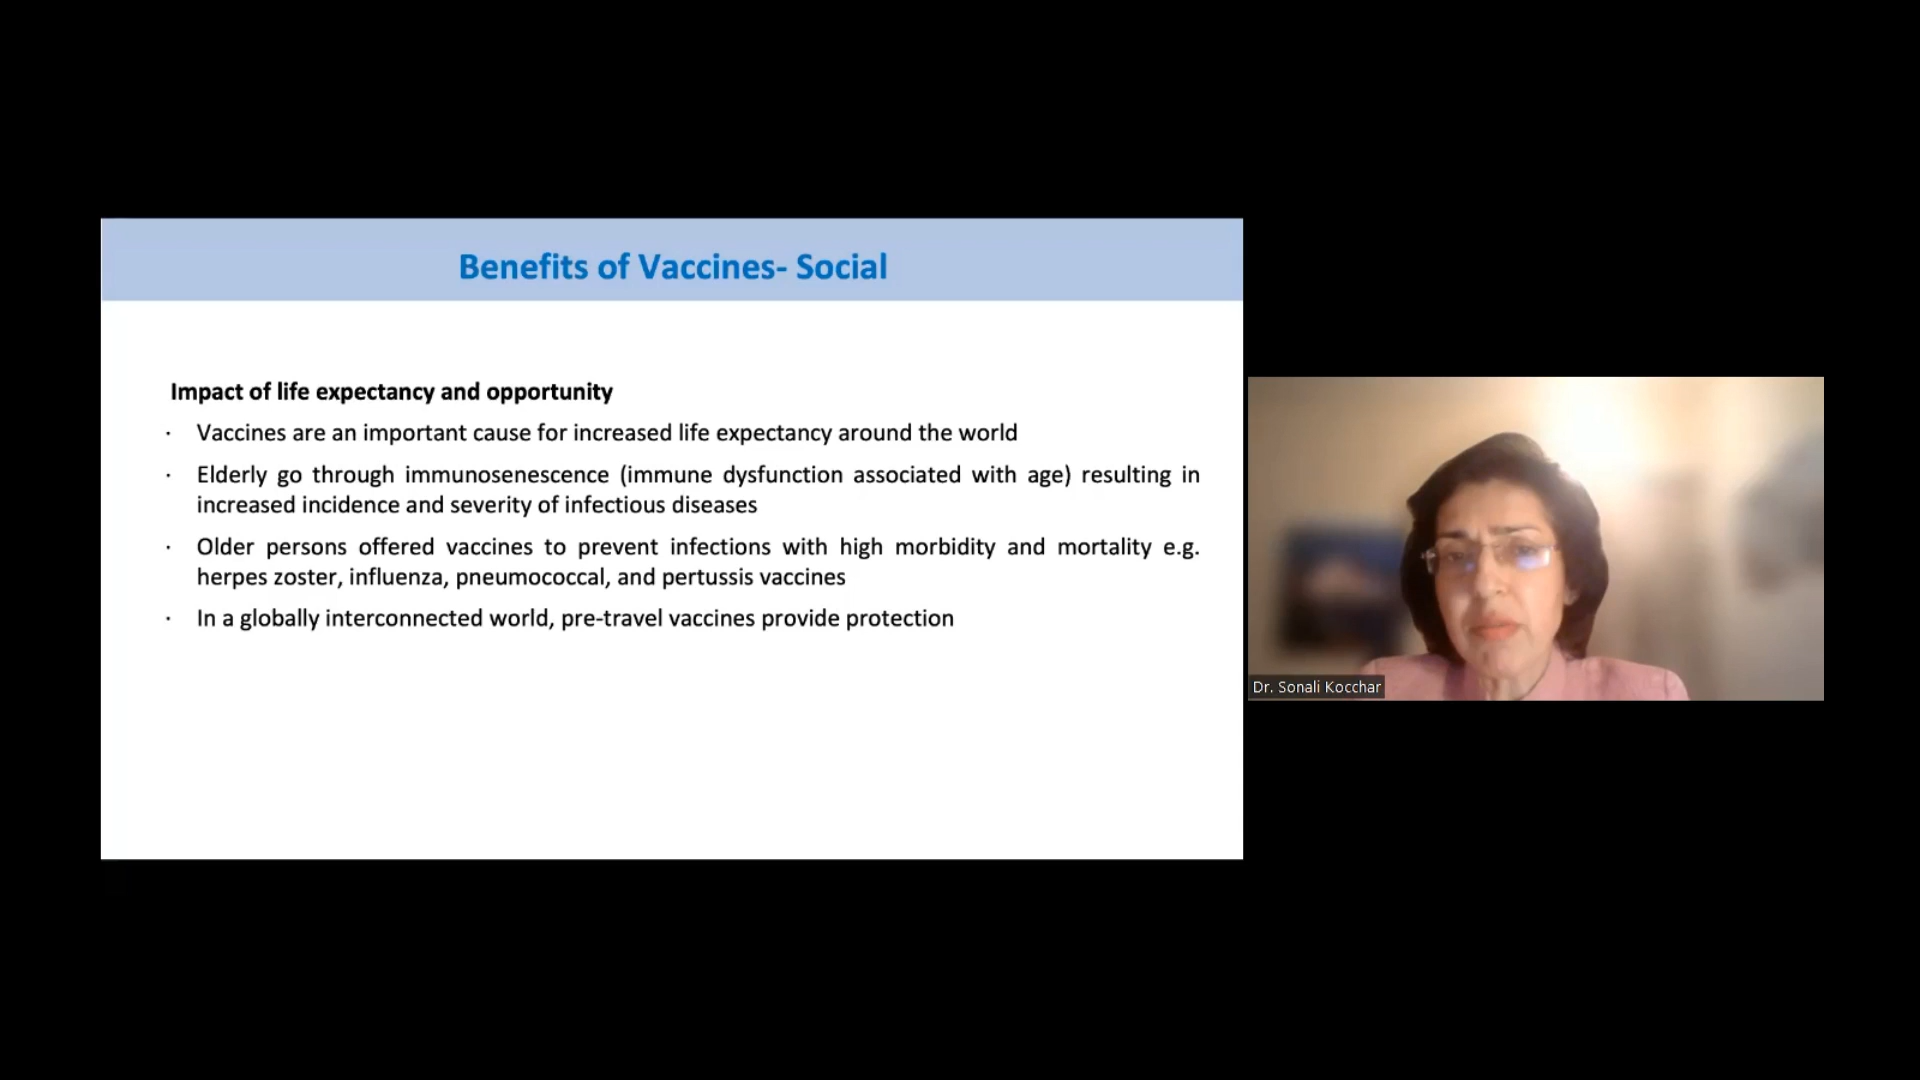 Benefits of Vaccines- Social
Impact of life expectancy and opportunity
· Vaccines are an important cause for increased life expectancy around the world
· Elderly go through immunosenescence (immune dysfunction associated with age) resulting in
increased incidence and severity of infectious diseases
· Older persons offered vaccines to prevent infections with high morbidity and mortality e.g.
herpes zoster, influenza, pneumococcal, and pertussis vaccines
· In a globally interconnected world, pre-travel vaccines provide protection
Dr. Sonali Kocchar